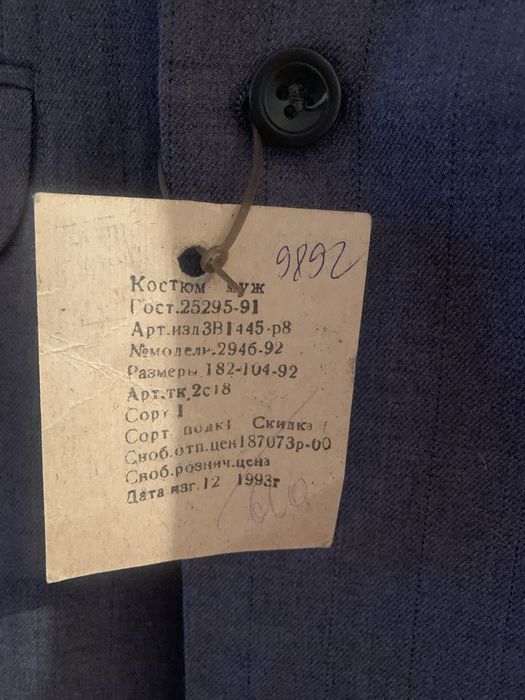 9892
Костюм муж
Гост.25295-91
Арт.изд3В1445-р8
№модели.2946-92
Размеры 182-104-92
Арт.тк.2с18
Сорт 1
Сорт подк1 Скидка
Своб.отп.цен187073р-00
Своб.рознич.цена
Дата изг.12 1993г